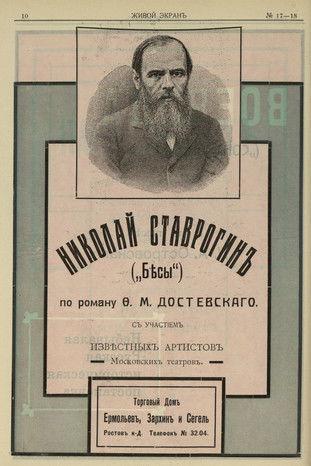 10
ЖИВОЙ ЭКРАНЪ
№ 17—18
НИКОЛАЙ СТАВРОГИНЪ
(„Бѣсы“)
по роману Ѳ. М. ДОСТЕВСКАГО.
СЪ УЧАСТІЕМЪ
ИЗВѢСТНЫХЪ АРТИСТОВЪ
— Московскихъ театровъ. —
Торговый Домъ
Ермольевъ, Зархинъ и Сегель
Ростовъ н-Д. Телефонъ № 32.04.